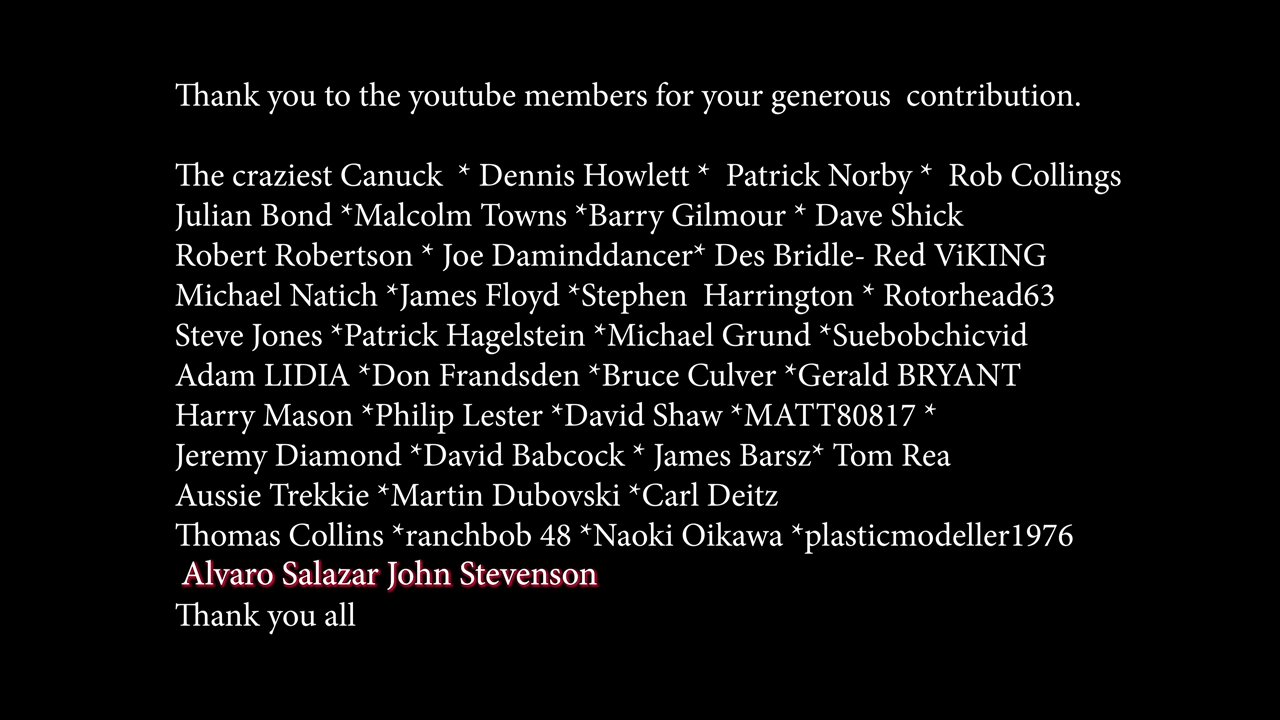 Thank you to the youtube members for your generous  contribution.
The craziest Canuck  * Dennis Howlett *  Patrick Norby *  Rob Collings
Julian Bond *Malcolm Towns *Barry Gilmour * Dave Shick
Robert Robertson * Joe Daminddancer* Des Bridle- Red ViKING
Michael Natich *James Floyd *Stephen  Harrington * Rotorhead63
Steve Jones *Patrick Hagelstein *Michael Grund *Suebobchicvid
Adam LIDIA *Don Frandsden *Bruce Culver *Gerald BRYANT
Harry Mason *Philip Lester *David Shaw *MATT80817 *
Jeremy Diamond *David Babcock * James Barsz* Tom Rea
Aussie Trekkie *Martin Dubovski *Carl Deitz
Thomas Collins *ranchbob 48 *Naoki Oikawa *plasticmodeller1976
Alvaro Salazar John Stevenson
Thank you all